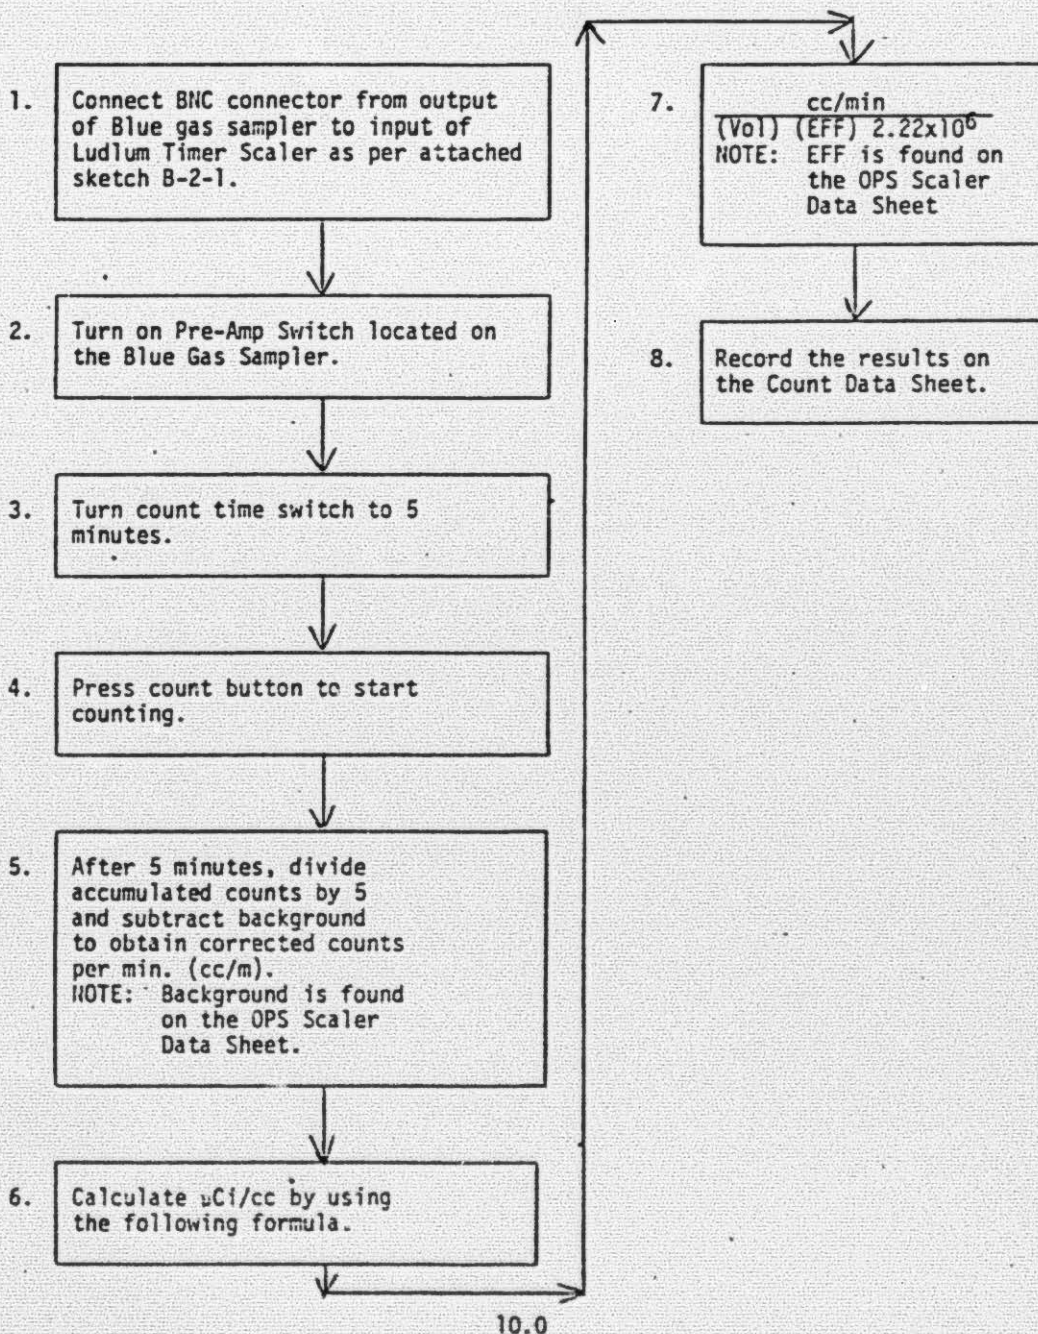 1. Connect BNC connector from output
of Blue gas sampler to input of
Ludlum Timer Scaler as per attached
sketch B-2-1.
2. Turn on Pre-Amp Switch located on
the Blue Gas Sampler.
3. Turn count time switch to 5
minutes.
4. Press count button to start
counting.
5. After 5 minutes, divide
accumulated counts by 5
and subtract background
to obtain corrected counts
per min. (cc/m).
NOTE: Background is found
on the OPS Scaler
Data Sheet.
6. Calculate µCi/cc by using
the following formula.
7. cc/min
(Vol) (EFF) 2.22x10⁶
NOTE: EFF is found on
the OPS Scaler
Data Sheet
8. Record the results on
the Count Data Sheet.
10.0